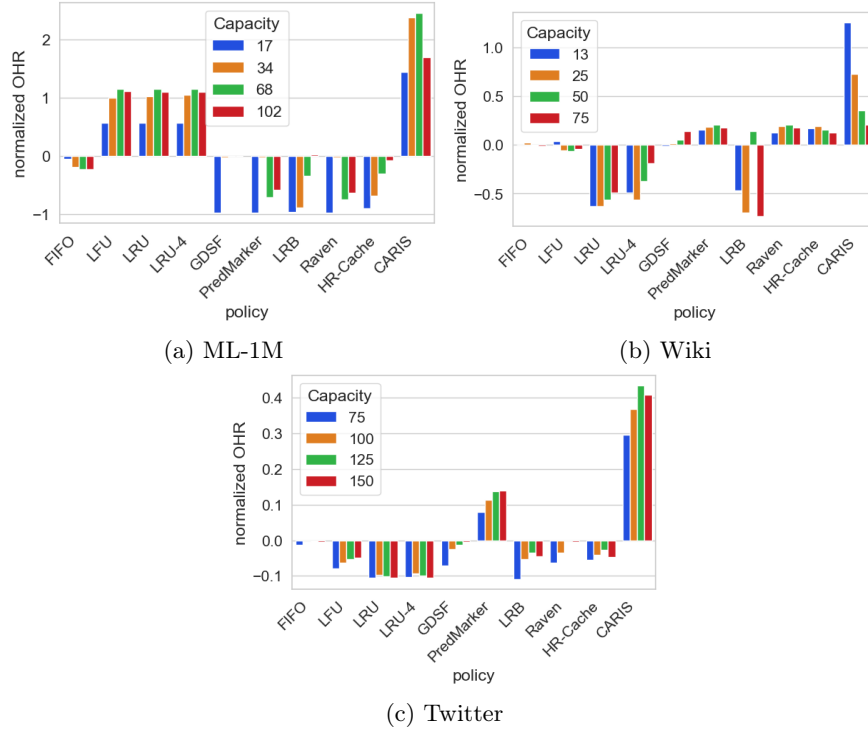 Capacity
17
34
68
102
normalized OHR
2
1
0
−1
FIFO
LFU
LRU
LRU-4
GDSF
PredMarker
LRB
Raven
HR-Cache
CARIS
policy
(a) ML-1M
Capacity
13
25
50
75
normalized OHR
1.0
0.5
0.0
−0.5
FIFO
LFU
LRU
LRU-4
GDSF
PredMarker
LRB
Raven
HR-Cache
CARIS
policy
(b) Wiki
Capacity
75
100
125
150
normalized OHR
0.4
0.3
0.2
0.1
0.0
−0.1
FIFO
LFU
LRU
LRU-4
GDSF
PredMarker
LRB
Raven
HR-Cache
CARIS
policy
(c) Twitter